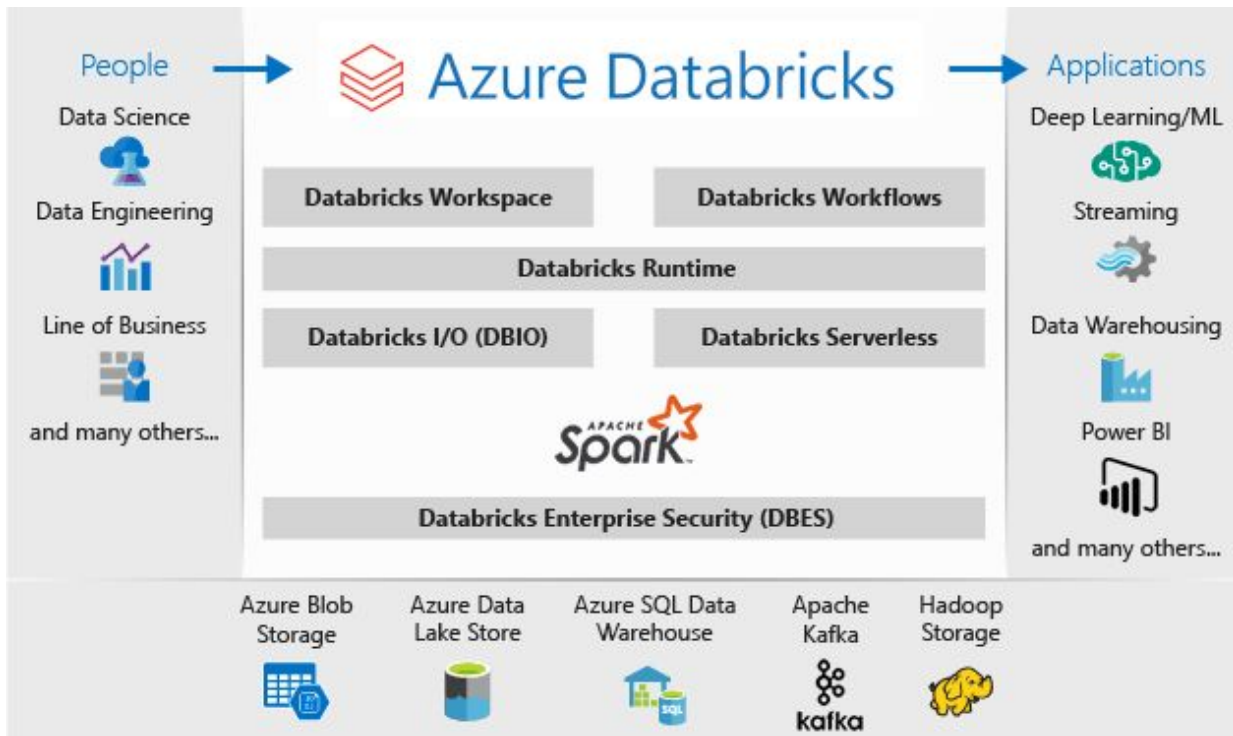 People
Azure Databricks
Applications
Data Science
Data Engineering
Line of Business
and many others...
Databricks Workspace
Databricks Workflows
Databricks Runtime
Databricks I/O (DBIO)
Databricks Serverless
APACHE
Spark™
Databricks Enterprise Security (DBES)
Deep Learning/ML
Streaming
Data Warehousing
Power BI
and many others...
Azure Blob
Storage
Azure Data
Lake Store
Azure SQL Data
Warehouse
SQL
Apache
Kafka
kafka
Hadoop
Storage